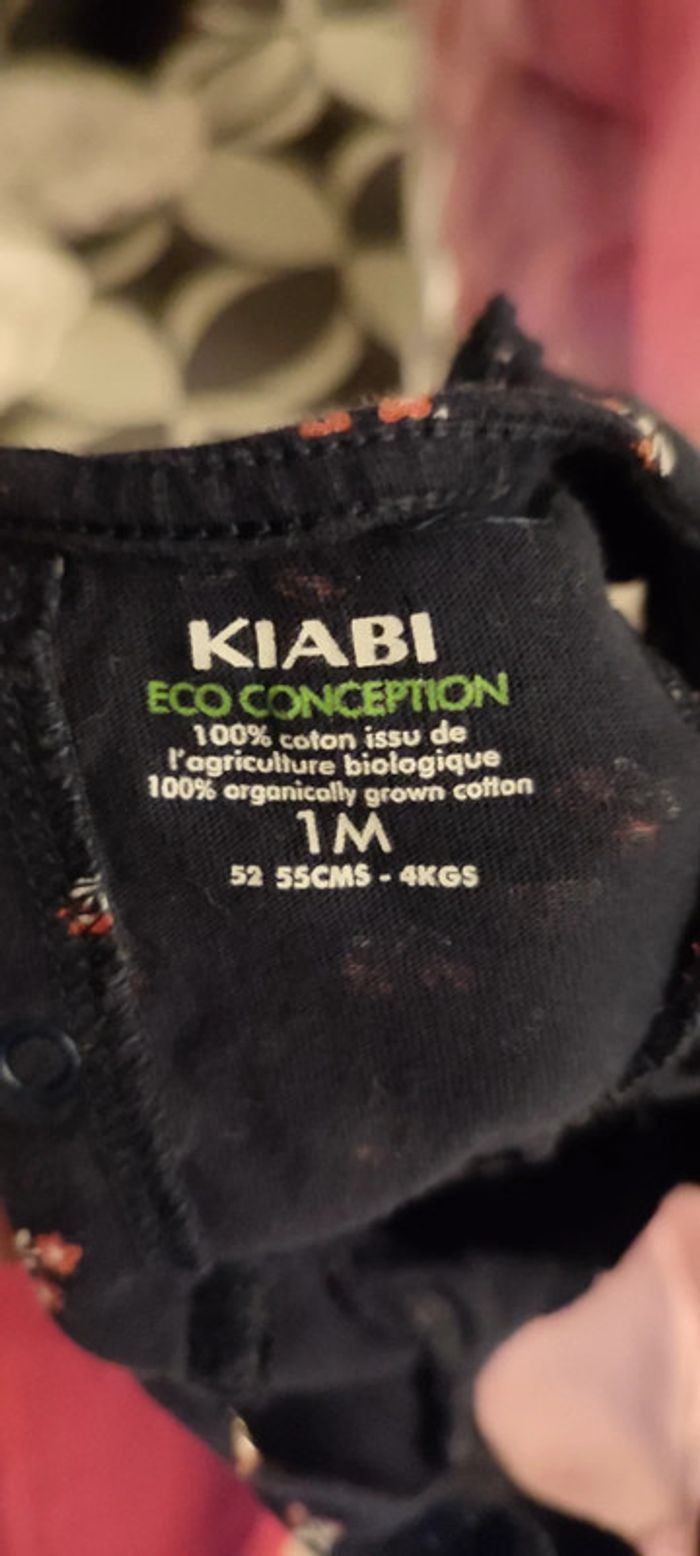 KIABI
ECO CONCEPTION
100% coton issu de
l'agriculture biologique
100% organically grown cotton
1M
52 55CMS - 4KGS